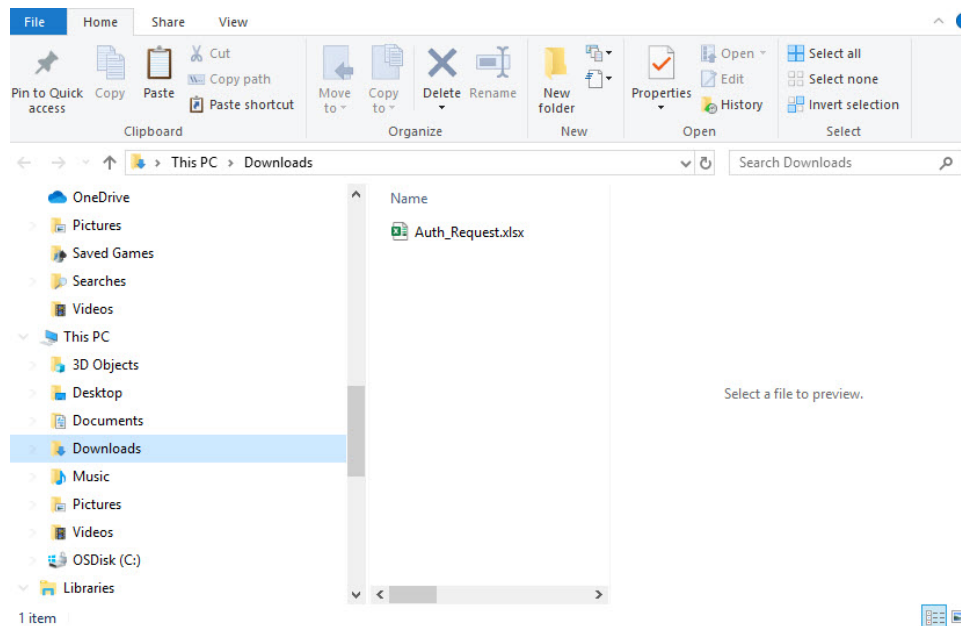 File Home Share View
Pin to Quick access
Copy
Paste
Cut
Copy path
Paste shortcut
Clipboard
Move to
Copy to
Delete
Rename
Organize
New folder
New
Properties
Open
Edit
History
Open
Select all
Select none
Invert selection
Select
This PC > Downloads
Search Downloads
OneDrive
Pictures
Saved Games
Searches
Videos
This PC
3D Objects
Desktop
Documents
Downloads
Music
Pictures
Videos
OSDisk (C:)
Libraries
Name
Auth_Request.xlsx
Select a file to preview.
1 item